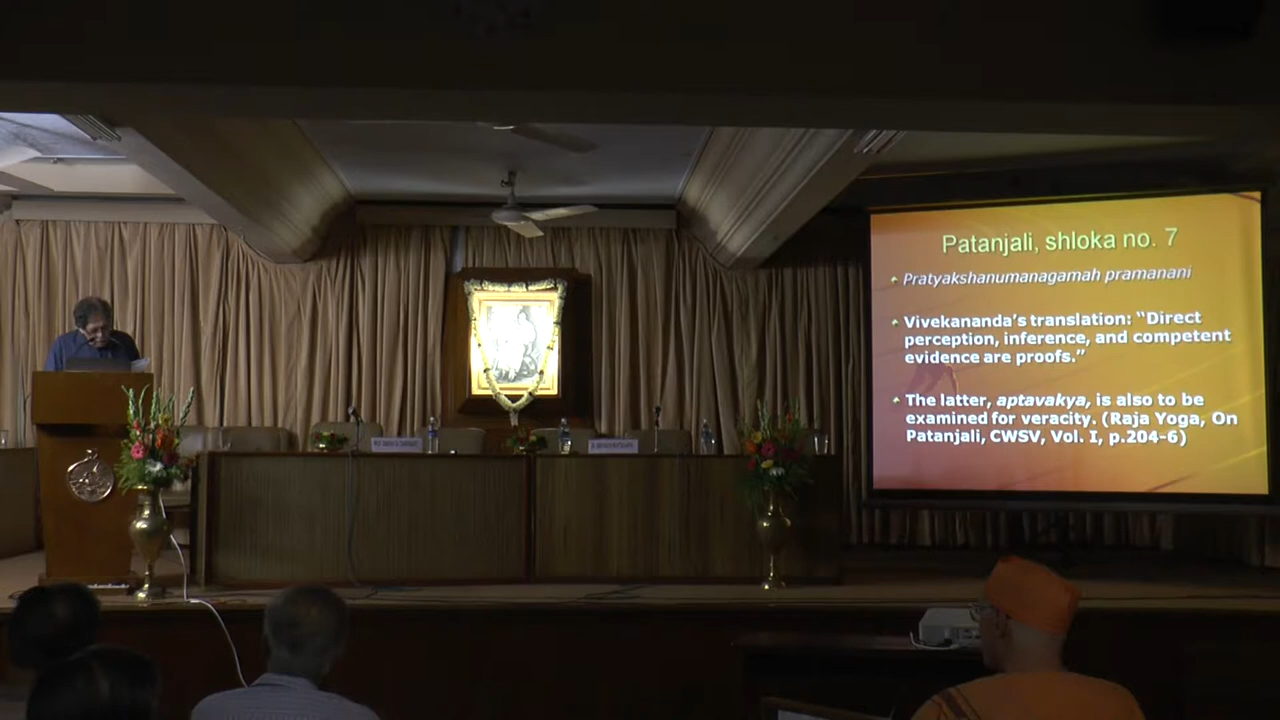 Patanjali, shloka no. 7
Pratyakshanumanagamah pramanani
Vivekananda's translation: "Direct
perception, inference, and competent
evidence are proofs."
The latter, aptavakya, is also to be
examined for veracity. (Raja Yoga, On
Patanjali, CWSV, Vol. I, p.204-6)